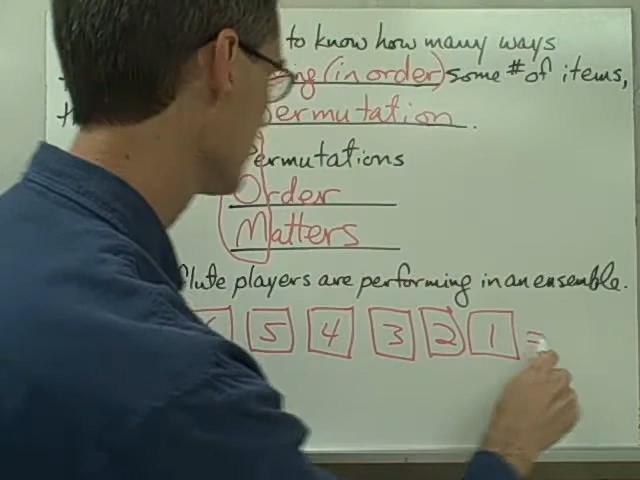 to know how many ways
(in order) some # of items,
ermutation.
ermutations
Order
Matters
flute players are performing in an ensemble.
5 4 3 2 1 =